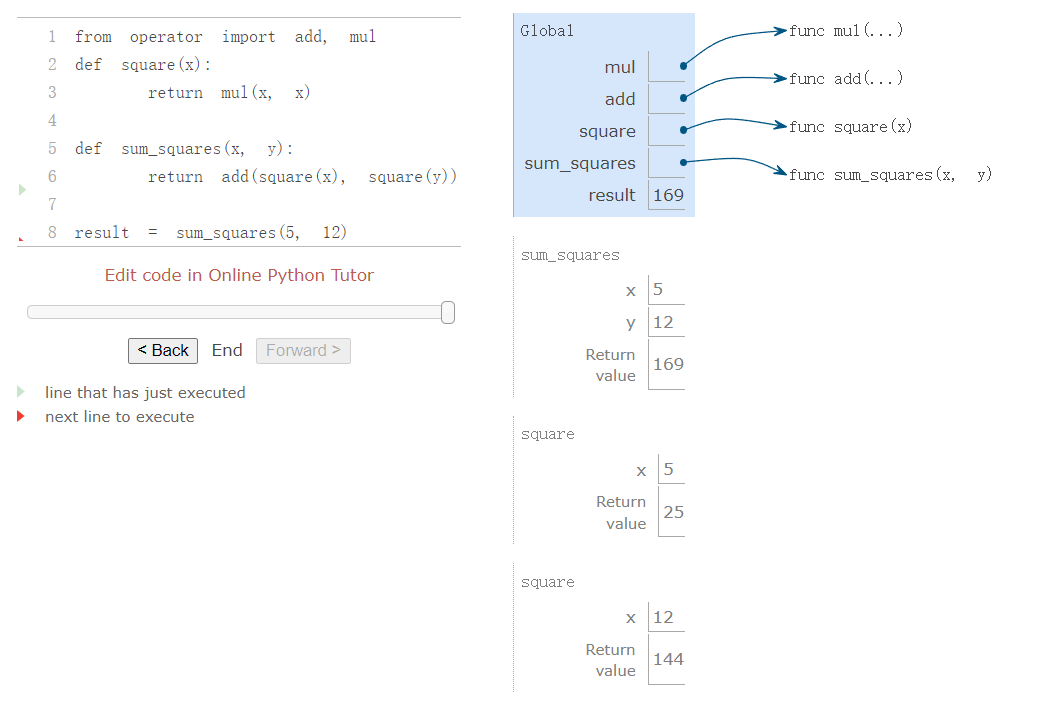 1 from operator import add, mul
2 def square(x):
3 return mul(x, x)
4
5 def sum_squares(x, y):
6 return add(square(x), square(y))
7
8 result = sum_squares(5, 12)
Edit code in Online Python Tutor
< Back End Forward >
line that has just executed
next line to execute
Global
mul
add
square
sum_squares
result 169
func mul(...)
func add(...)
func square(x)
func sum_squares(x, y)
sum_squares
x 5
y 12
Return
value 169
square
x 5
Return
value 25
square
x 12
Return
value 144